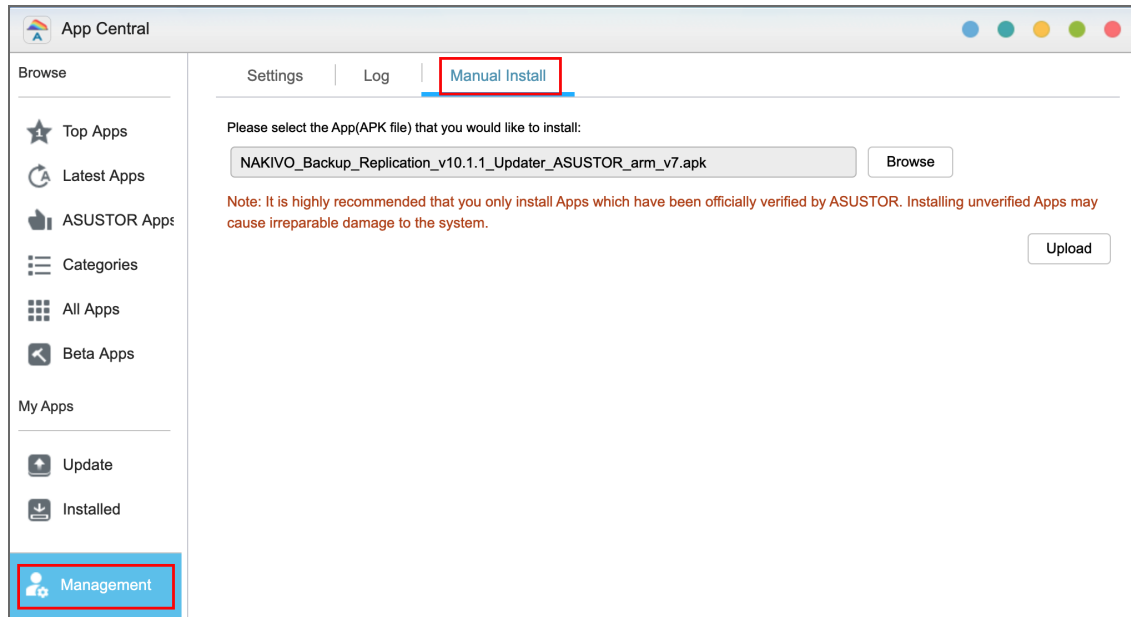 App Central
Browse
Top Apps
Latest Apps
ASUSTOR Apps
Categories
All Apps
Beta Apps
My Apps
Update
Installed
Management
Settings
Log
Manual Install
Please select the App(APK file) that you would like to install:
NAKIVO_Backup_Replication_v10.1.1_Updater_ASUSTOR_arm_v7.apk
Browse
Note: It is highly recommended that you only install Apps which have been officially verified by ASUSTOR. Installing unverified Apps may
cause irreparable damage to the system.
Upload